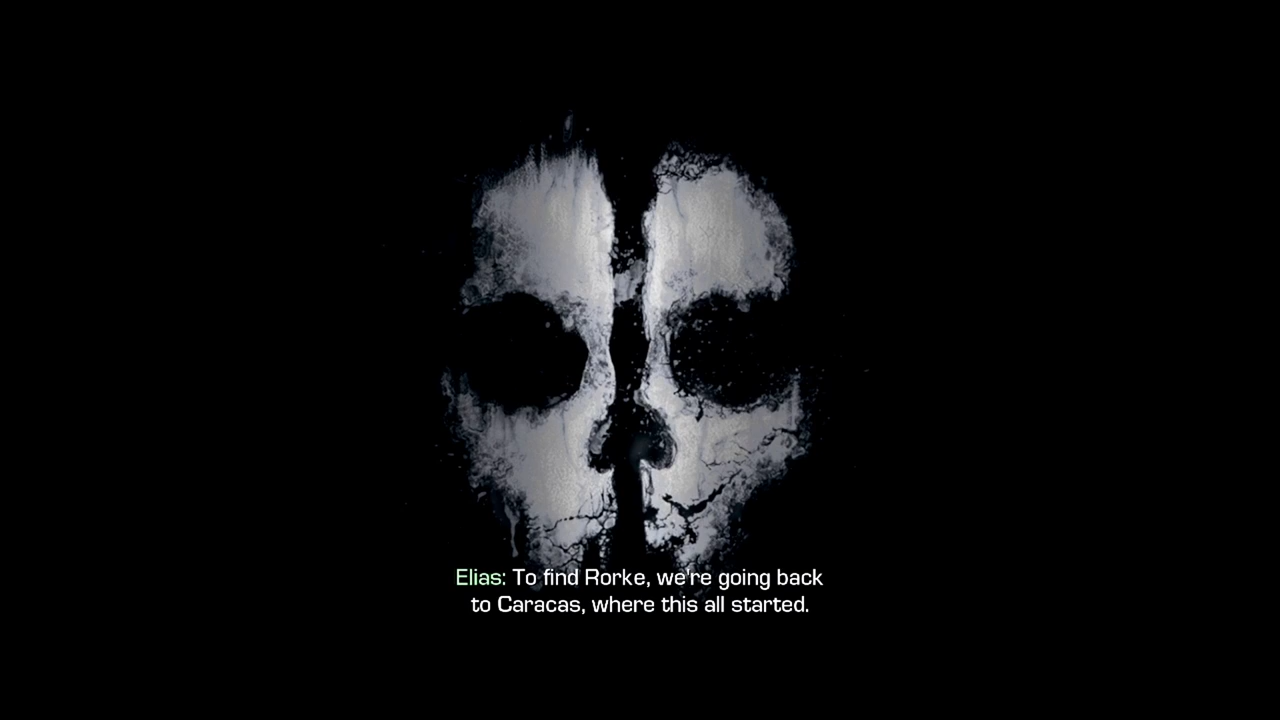 Elias: To find Rorke, we're going back
to Caracas, where this all started.